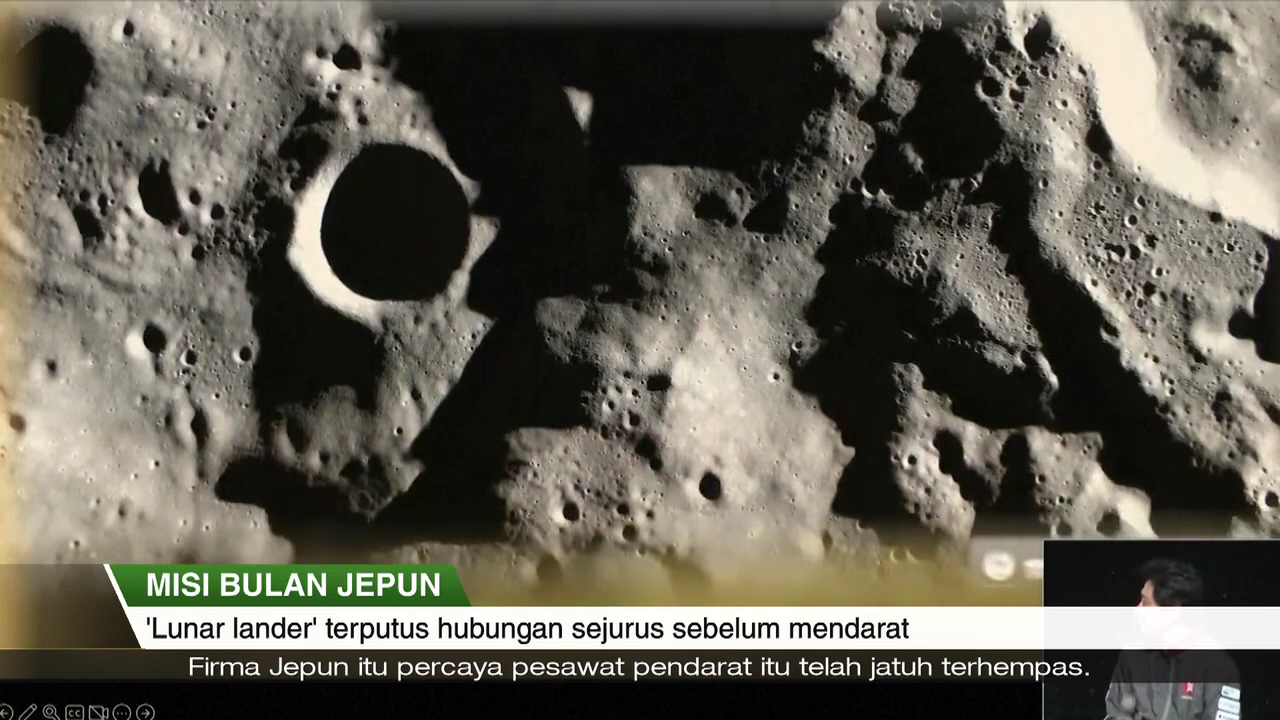 MISI BULAN JEPUN
'Lunar lander' terputus hubungan sejurus sebelum mendarat
Firma Jepun itu percaya pesawat pendarat itu telah jatuh terhempas.
CC